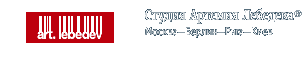 art. lebedev
Студия Артемия Лебедева®
Москва—Берлин—Рига—Киев